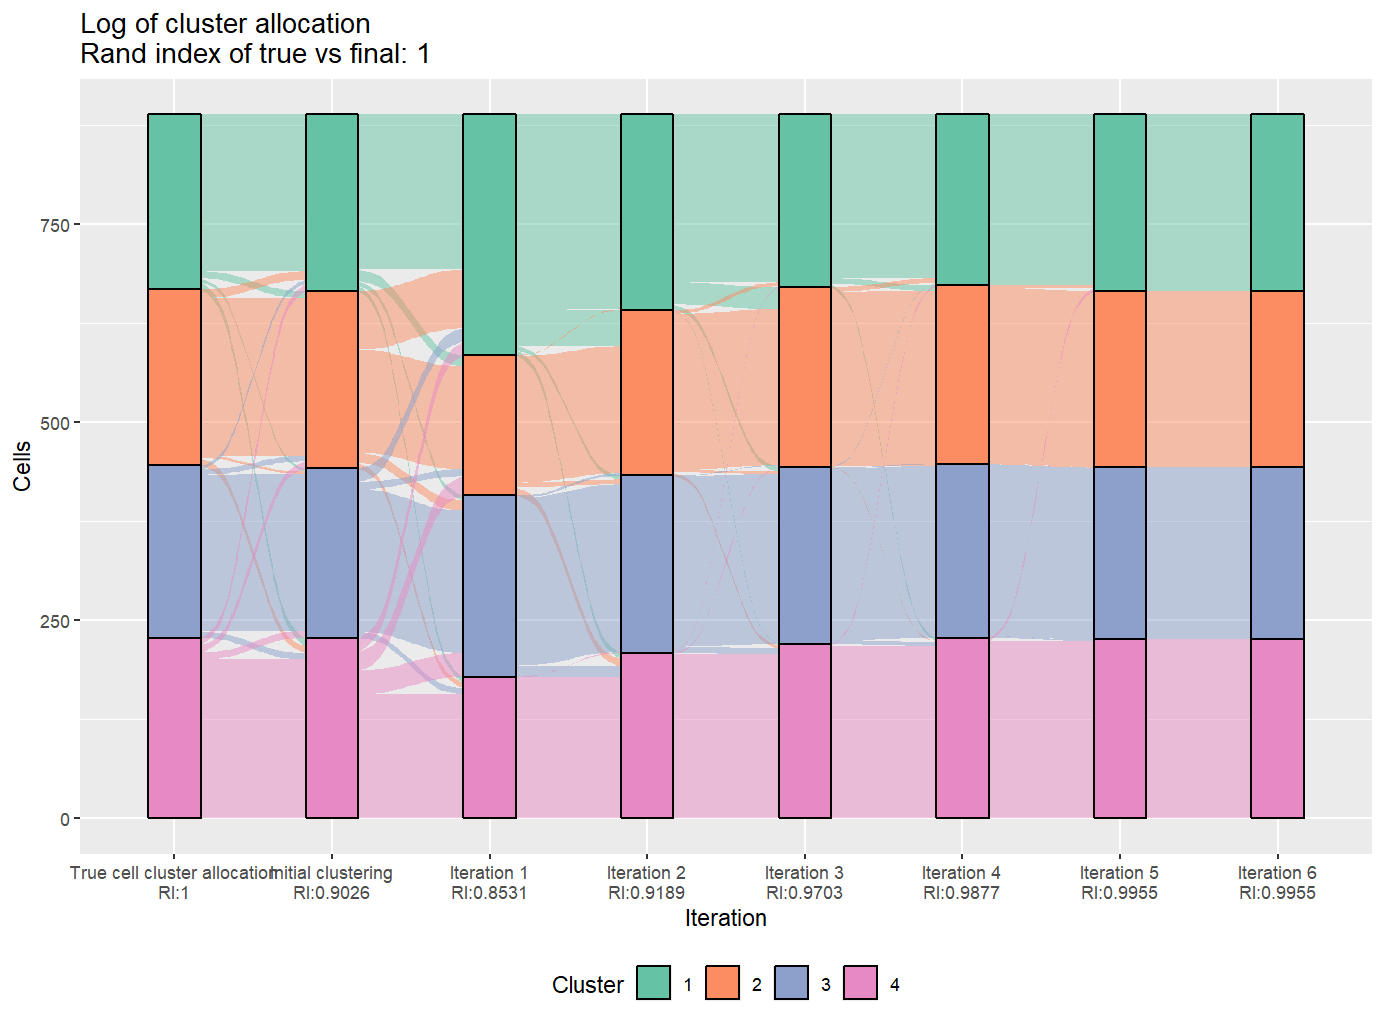 Log of cluster allocation
Rand index of true vs final: 1
Cells
750
500
250
0
True cell cluster allocation
RI:1
Initial clustering
RI:0.9026
Iteration 1
RI:0.8531
Iteration 2
RI:0.9189
Iteration 3
RI:0.9703
Iteration 4
RI:0.9877
Iteration 5
RI:0.9955
Iteration 6
RI:0.9955
Iteration
Cluster 1 2 3 4